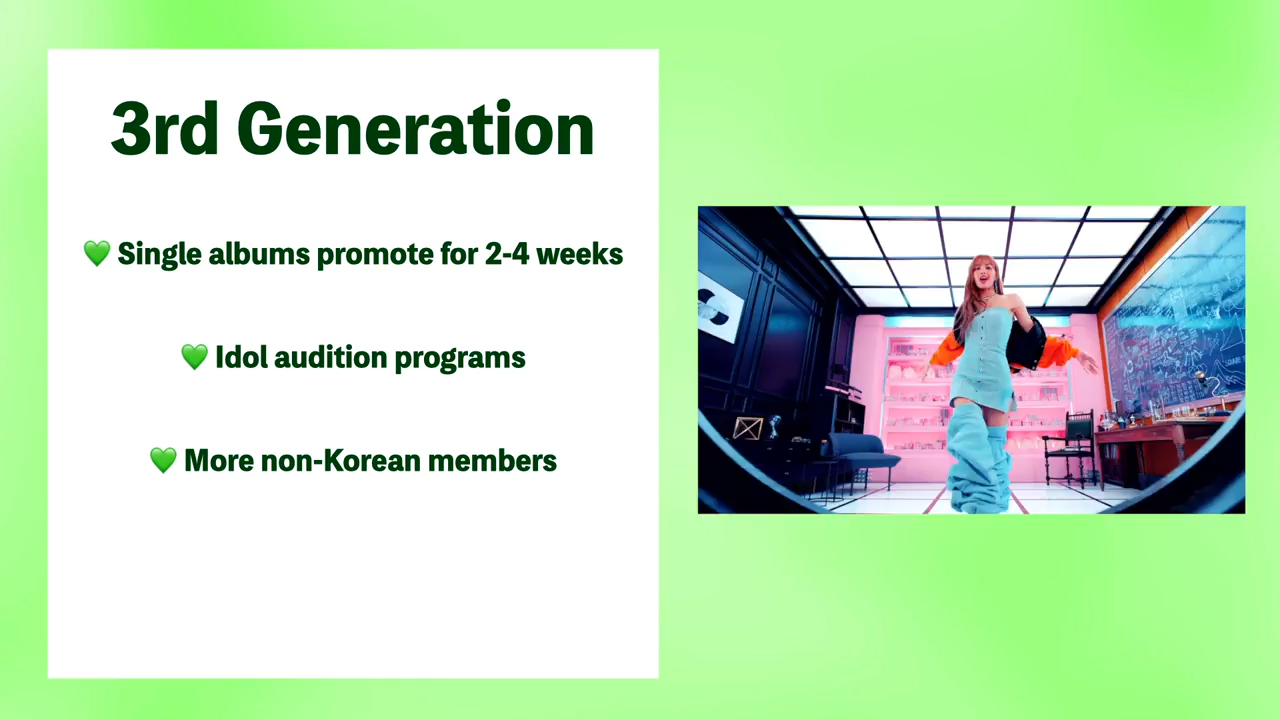 3rd Generation
💚 Single albums promote for 2-4 weeks
💚 Idol audition programs
💚 More non-Korean members